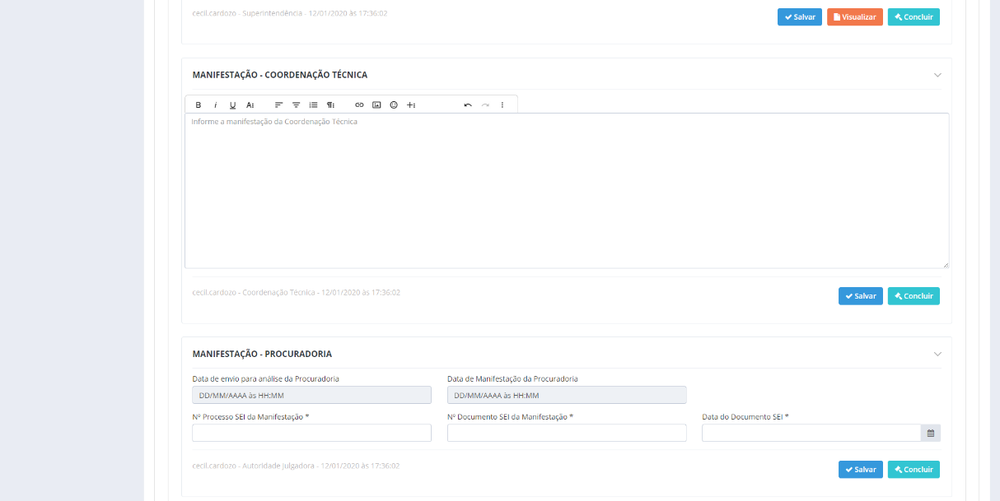 cecil.cardozo - Superintendência - 12/01/2020 às 17:36:02
Salvar Visualizar Concluir
MANIFESTAÇÃO - COORDENAÇÃO TÉCNICA
Informe a manifestação da Coordenação Técnica
cecil.cardozo - Coordenação Técnica - 12/01/2020 às 17:36:02
Salvar Concluir
MANIFESTAÇÃO - PROCURADORIA
Data de envio para análise da Procuradoria Data de Manifestação da Procuradoria
DD/MM/AAAA às HH:MM DD/MM/AAAA às HH:MM
Nº Processo SEI da Manifestação * Nº Documento SEI da Manifestação * Data do Documento SEI *
cecil.cardozo - Autoridade Julgadora - 12/01/2020 às 17:36:02
Salvar Concluir